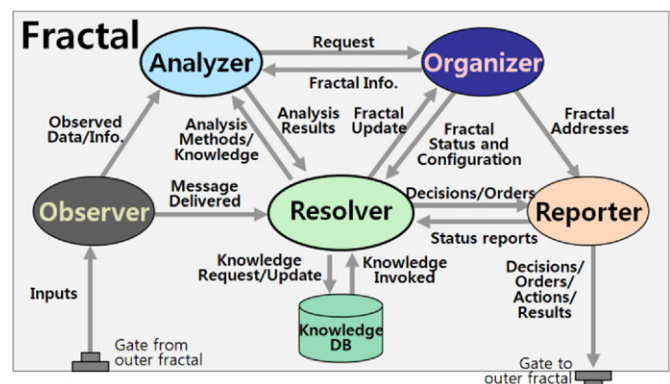 Fractal
Request
Analyzer
Organizer
Fractal Info.
Observed
Data/Info.
Analysis
Methods/
Knowledge
Analysis
Results
Fractal
Update
Fractal
Status and
Configuration
Fractal
Addresses
Observer
Message
Delivered
Resolver
Decisions/Orders
Status reports
Reporter
Inputs
Knowledge
Request/Update
Knowledge
Invoked
Decisions/
Orders/
Actions/
Results
Knowledge
DB
Gate from
outer fractal
Gate to
outer fractal